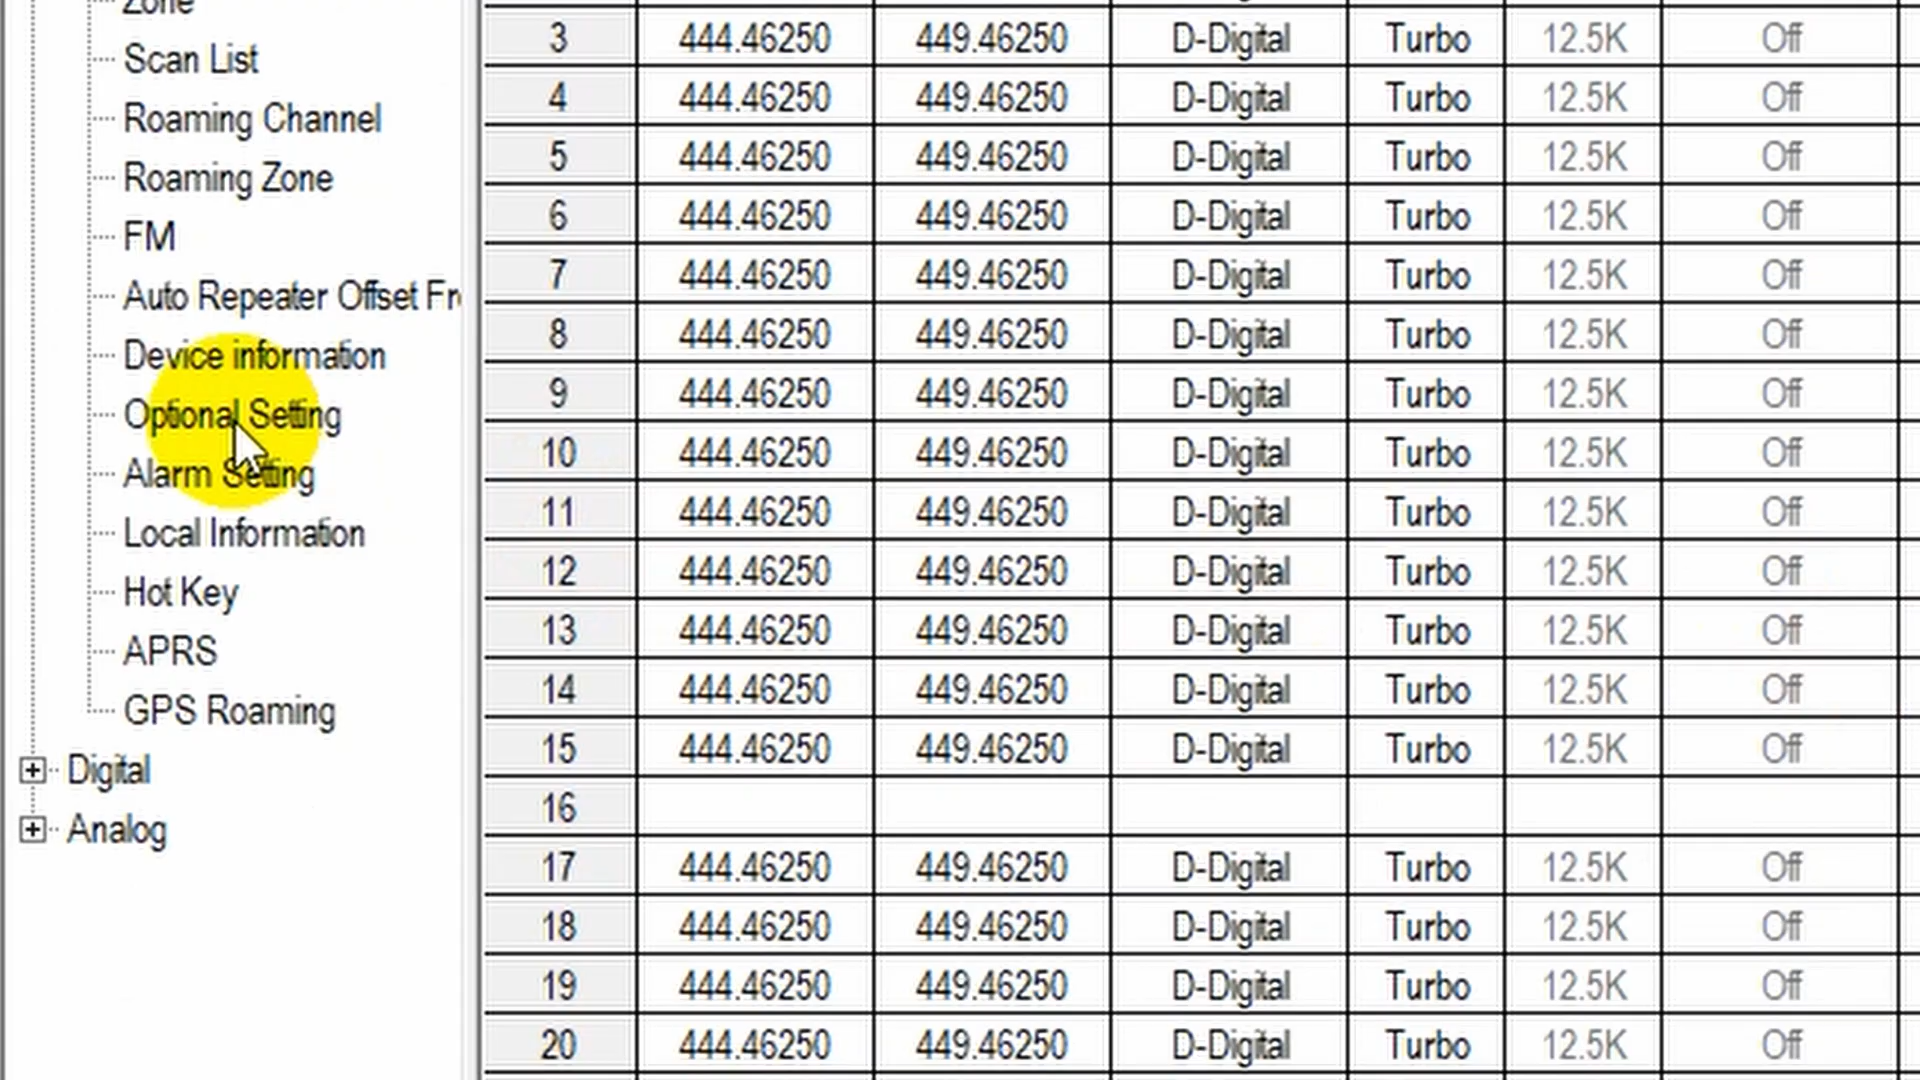 Zone
Scan List
Roaming Channel
Roaming Zone
FM
Auto Repeater Offset Fr
Device information
Optional Setting
Alarm Setting
Local Information
Hot Key
APRS
GPS Roaming
Digital
Analog
3 444.46250 449.46250 D-Digital Turbo 12.5K Off
4 444.46250 449.46250 D-Digital Turbo 12.5K Off
5 444.46250 449.46250 D-Digital Turbo 12.5K Off
6 444.46250 449.46250 D-Digital Turbo 12.5K Off
7 444.46250 449.46250 D-Digital Turbo 12.5K Off
8 444.46250 449.46250 D-Digital Turbo 12.5K Off
9 444.46250 449.46250 D-Digital Turbo 12.5K Off
10 444.46250 449.46250 D-Digital Turbo 12.5K Off
11 444.46250 449.46250 D-Digital Turbo 12.5K Off
12 444.46250 449.46250 D-Digital Turbo 12.5K Off
13 444.46250 449.46250 D-Digital Turbo 12.5K Off
14 444.46250 449.46250 D-Digital Turbo 12.5K Off
15 444.46250 449.46250 D-Digital Turbo 12.5K Off
16
17 444.46250 449.46250 D-Digital Turbo 12.5K Off
18 444.46250 449.46250 D-Digital Turbo 12.5K Off
19 444.46250 449.46250 D-Digital Turbo 12.5K Off
20 444.46250 449.46250 D-Digital Turbo 12.5K Off